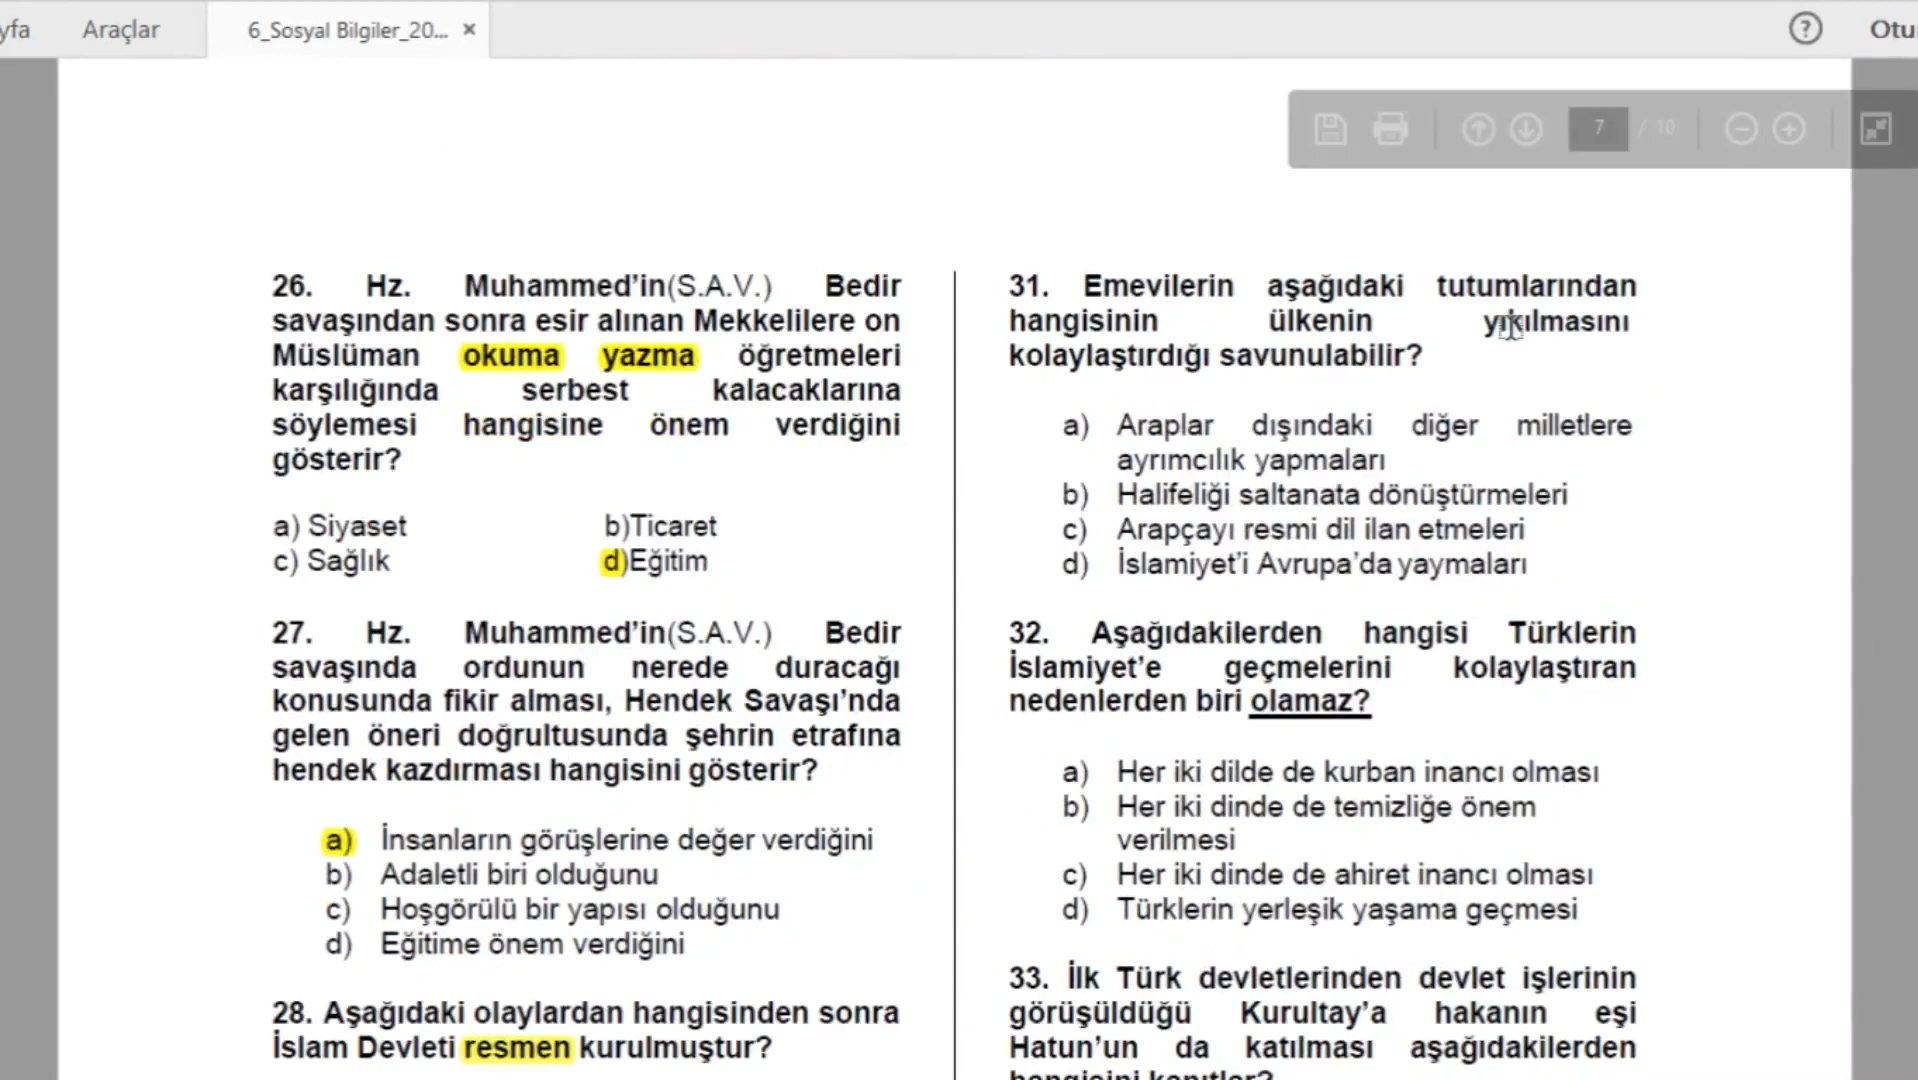 yfa
Araçlar
6_Sosyal Bilgiler_20... ×
?
Otu
7 / 10
26. Hz. Muhammed’in(S.A.V.) Bedir
savaşından sonra esir alınan Mekkelilere on
Müslüman okuma yazma öğretmeleri
karşılığında serbest kalacaklarına
söylemesi hangisine önem verdiğini
gösterir?
a) Siyaset b)Ticaret
c) Sağlık d)Eğitim
27. Hz. Muhammed’in(S.A.V.) Bedir
savaşında ordunun nerede duracağı
konusunda fikir alması, Hendek Savaşı’nda
gelen öneri doğrultusunda şehrin etrafına
hendek kazdırması hangisini gösterir?
a) İnsanların görüşlerine değer verdiğini
b) Adaletli biri olduğunu
c) Hoşgörülü bir yapısı olduğunu
d) Eğitime önem verdiğini
28. Aşağıdaki olaylardan hangisinden sonra
İslam Devleti resmen kurulmuştur?
31. Emevilerin aşağıdaki tutumlarından
hangisinin ülkenin yıkılmasını
kolaylaştırdığı savunulabilir?
a) Araplar dışındaki diğer milletlere
ayrımcılık yapmaları
b) Halifeliği saltanata dönüştürmeleri
c) Arapçayı resmi dil ilan etmeleri
d) İslamiyet’i Avrupa’da yaymaları
32. Aşağıdakilerden hangisi Türklerin
İslamiyet’e geçmelerini kolaylaştıran
nedenlerden biri olamaz?
a) Her iki dilde de kurban inancı olması
b) Her iki dinde de temizliğe önem
verilmesi
c) Her iki dinde de ahiret inancı olması
d) Türklerin yerleşik yaşama geçmesi
33. İlk Türk devletlerinden devlet işlerinin
görüşüldüğü Kurultay’a hakanın eşi
Hatun’un da katılması aşağıdakilerden
hangisini kanıtlar?